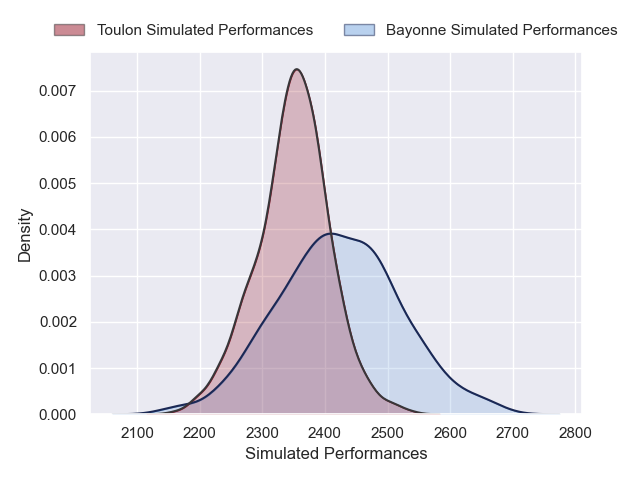 Toulon Simulated Performances
Bayonne Simulated Performances
0.007
0.006
0.005
0.004
0.003
0.002
0.001
0.000
Density
2100 2200 2300 2400 2500 2600 2700 2800
Simulated Performances